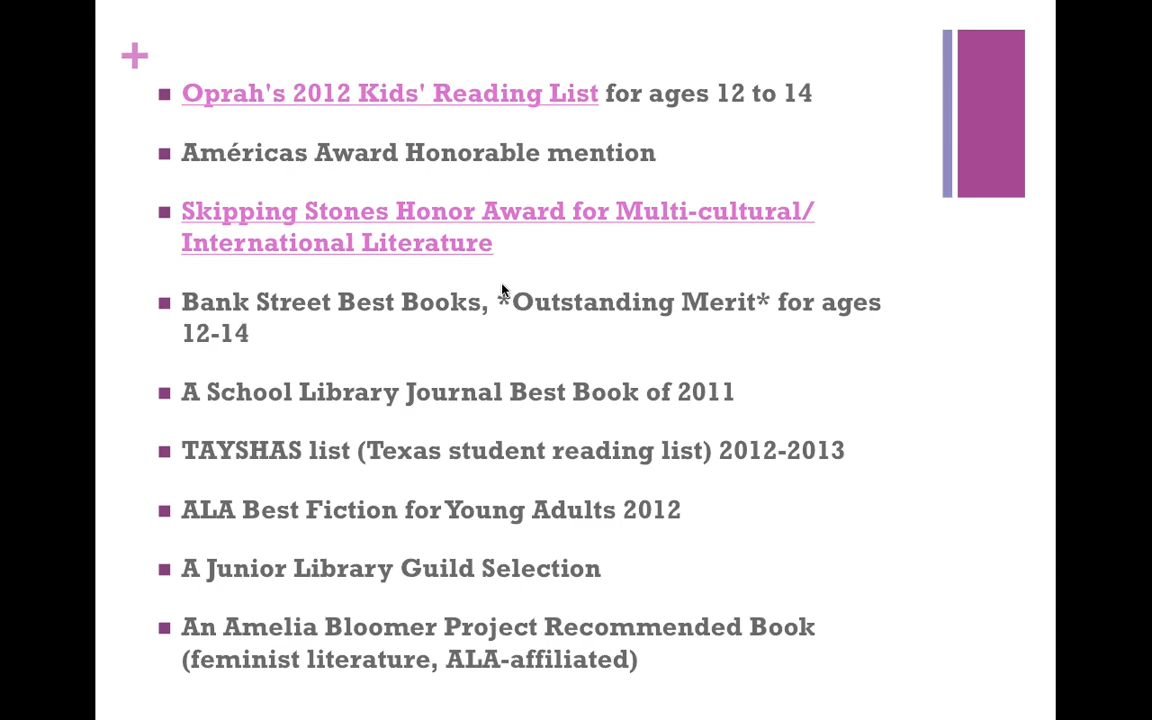 Oprah's 2012 Kids' Reading List for ages 12 to 14
Américas Award Honorable mention
Skipping Stones Honor Award for Multi-cultural/
International Literature
Bank Street Best Books, *Outstanding Merit* for ages
12-14
A School Library Journal Best Book of 2011
TAYSHAS list (Texas student reading list) 2012-2013
ALA Best Fiction for Young Adults 2012
A Junior Library Guild Selection
An Amelia Bloomer Project Recommended Book
(feminist literature, ALA-affiliated)